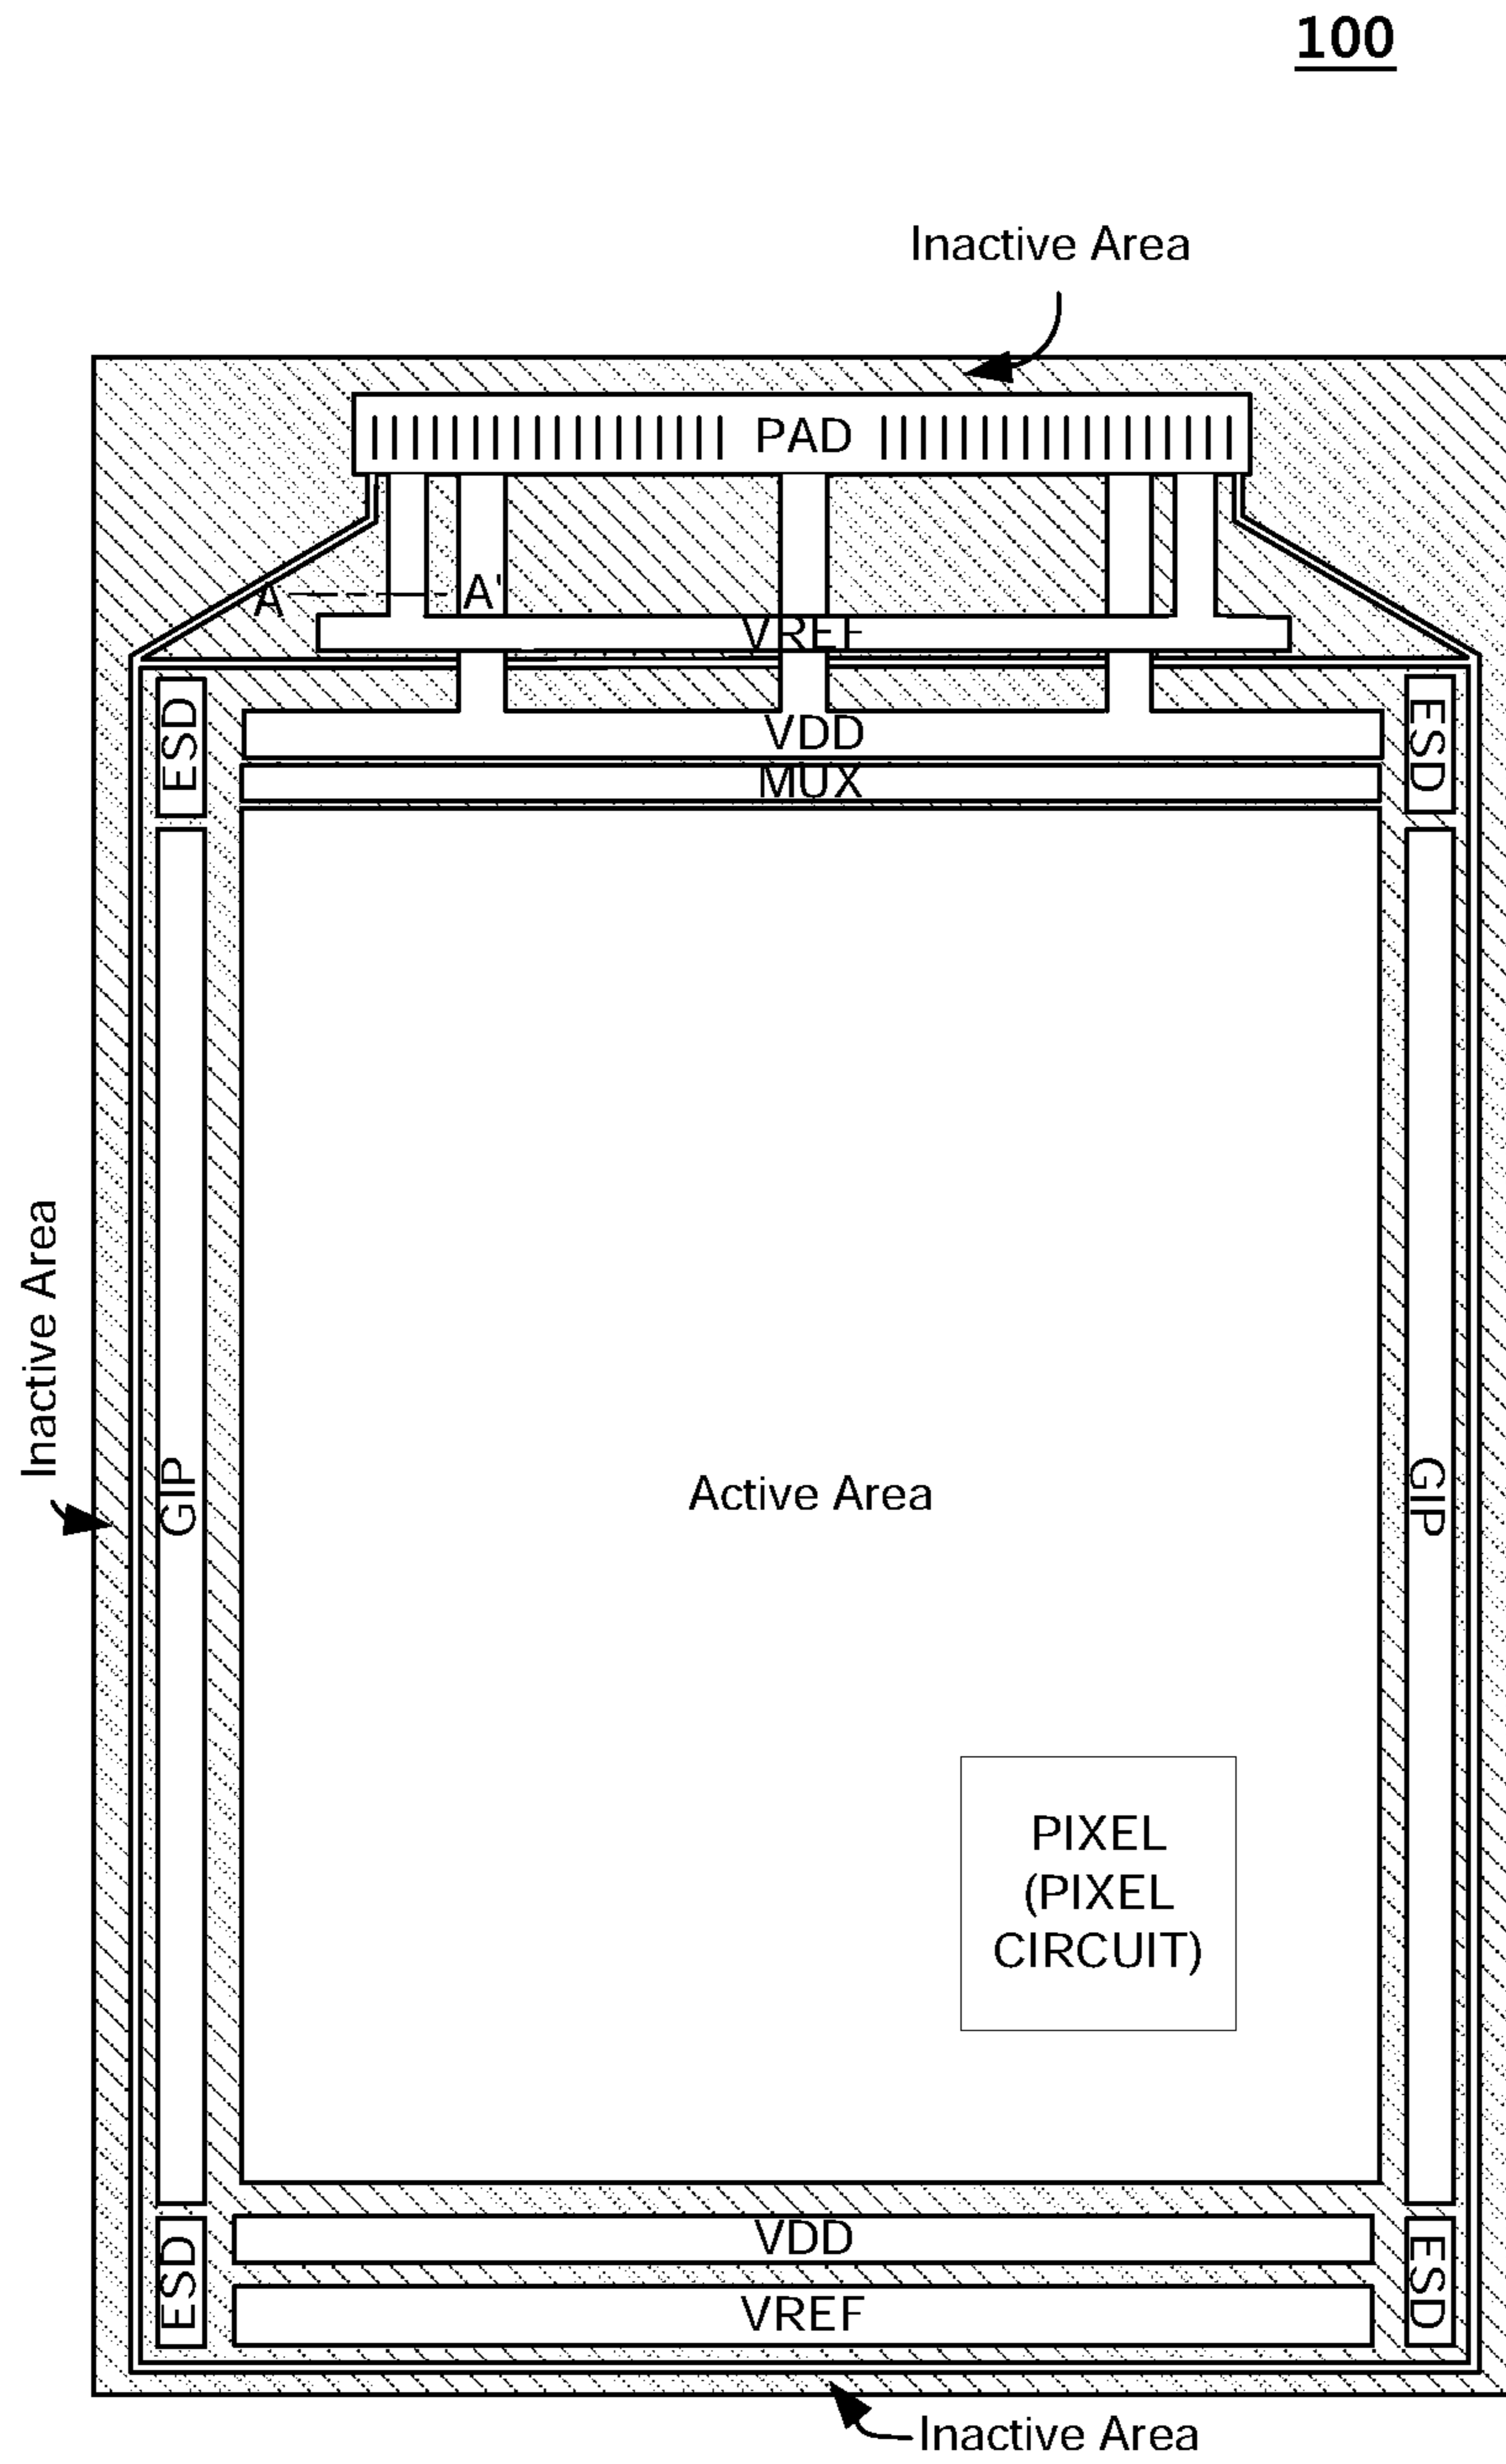 100
Inactive Area
PAD
A
A'
VREF
ESD
ESD
VDD
MUX
Inactive Area
GIP
Active Area
GIP
PIXEL
(PIXEL
CIRCUIT)
ESD
VDD
ESD
VREF
Inactive Area